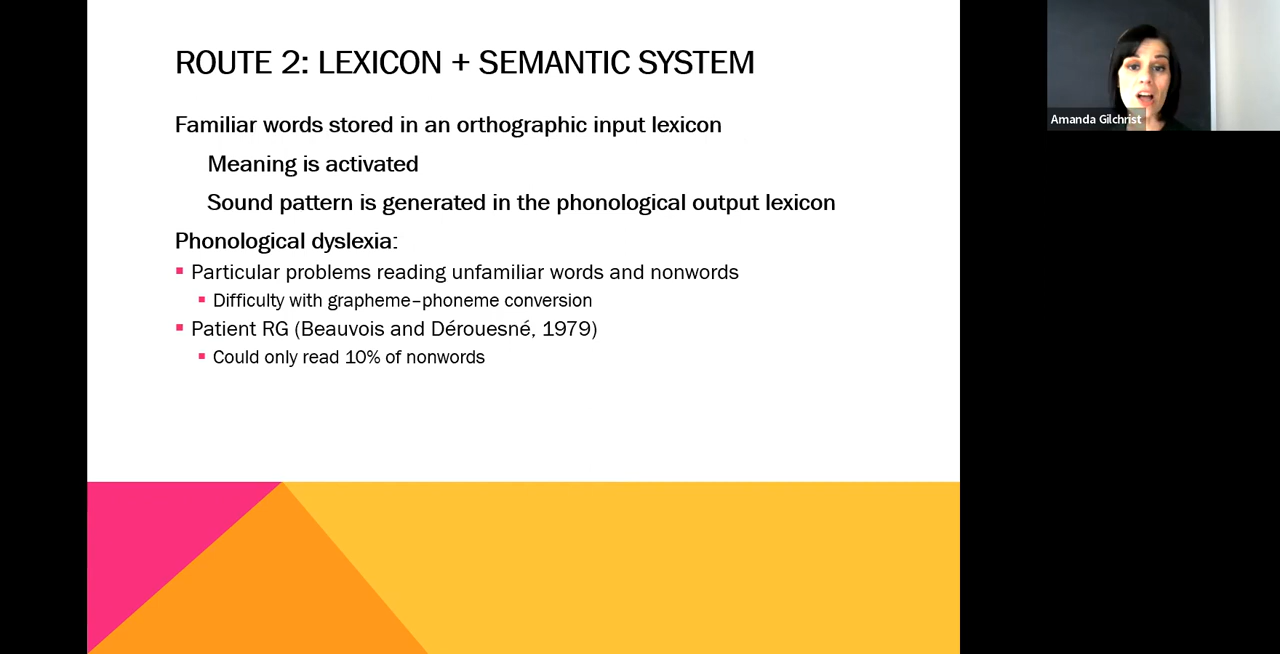 ROUTE 2: LEXICON + SEMANTIC SYSTEM
Familiar words stored in an orthographic input lexicon
Meaning is activated
Sound pattern is generated in the phonological output lexicon
Phonological dyslexia:
Particular problems reading unfamiliar words and nonwords
Difficulty with grapheme–phoneme conversion
Patient RG (Beauvois and Dérouesné, 1979)
Could only read 10% of nonwords
Amanda Gilchrist